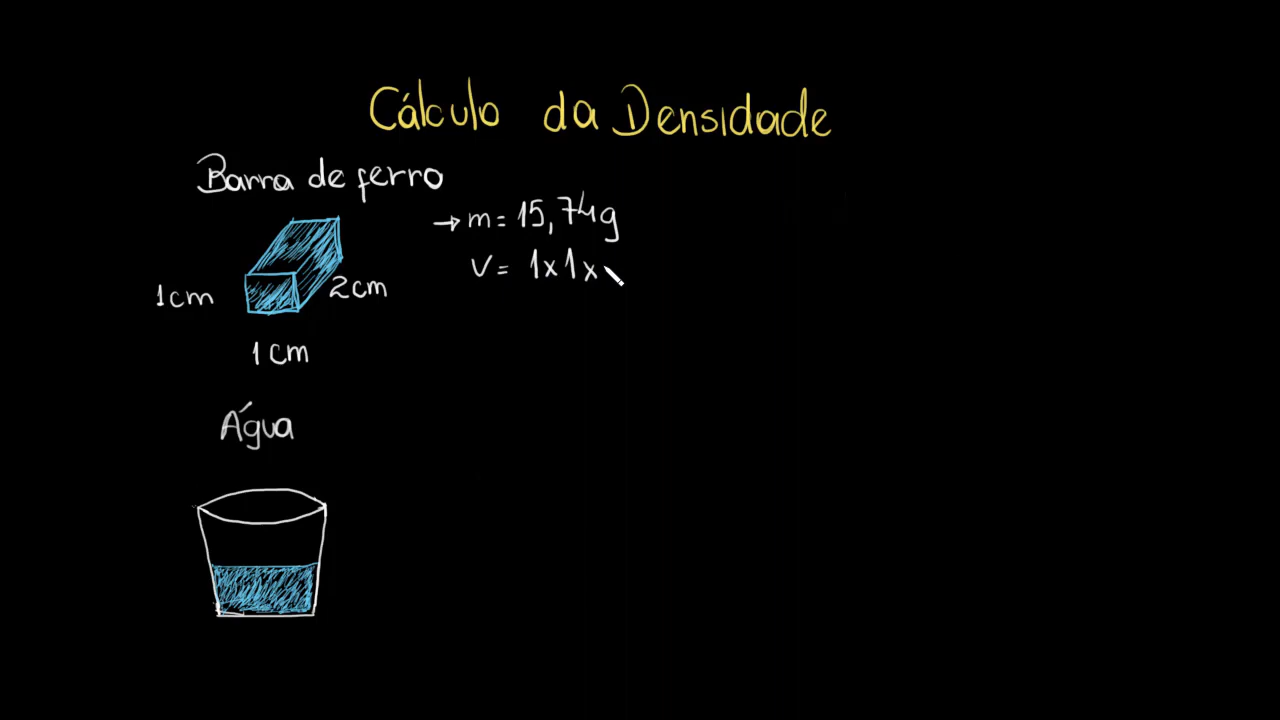 Cálculo da Densidade
Barra de ferro
→ m = 15,74g
V = 1x1x
1cm
2cm
1cm
Água